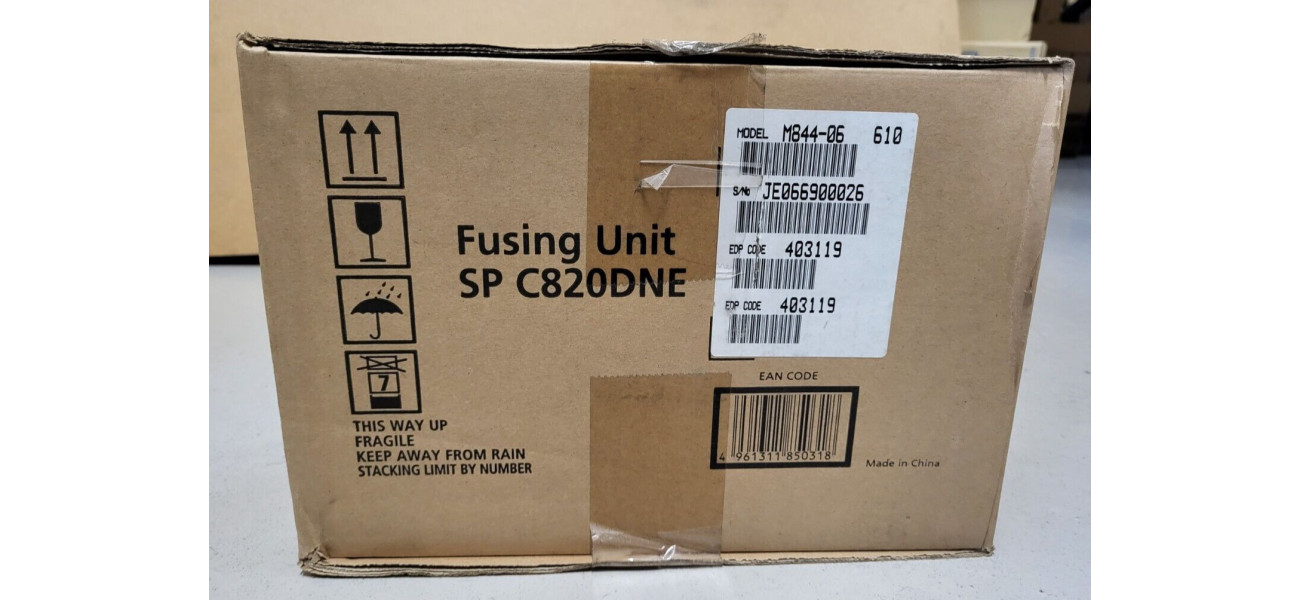 Fusing Unit
SP C820DNE
7
THIS WAY UP
FRAGILE
KEEP AWAY FROM RAIN
STACKING LIMIT BY NUMBER
MODEL M844-06 610
S/No JE066900026
EDP CODE 403119
EDP CODE 403119
EAN CODE
4 961311 850318
Made in China